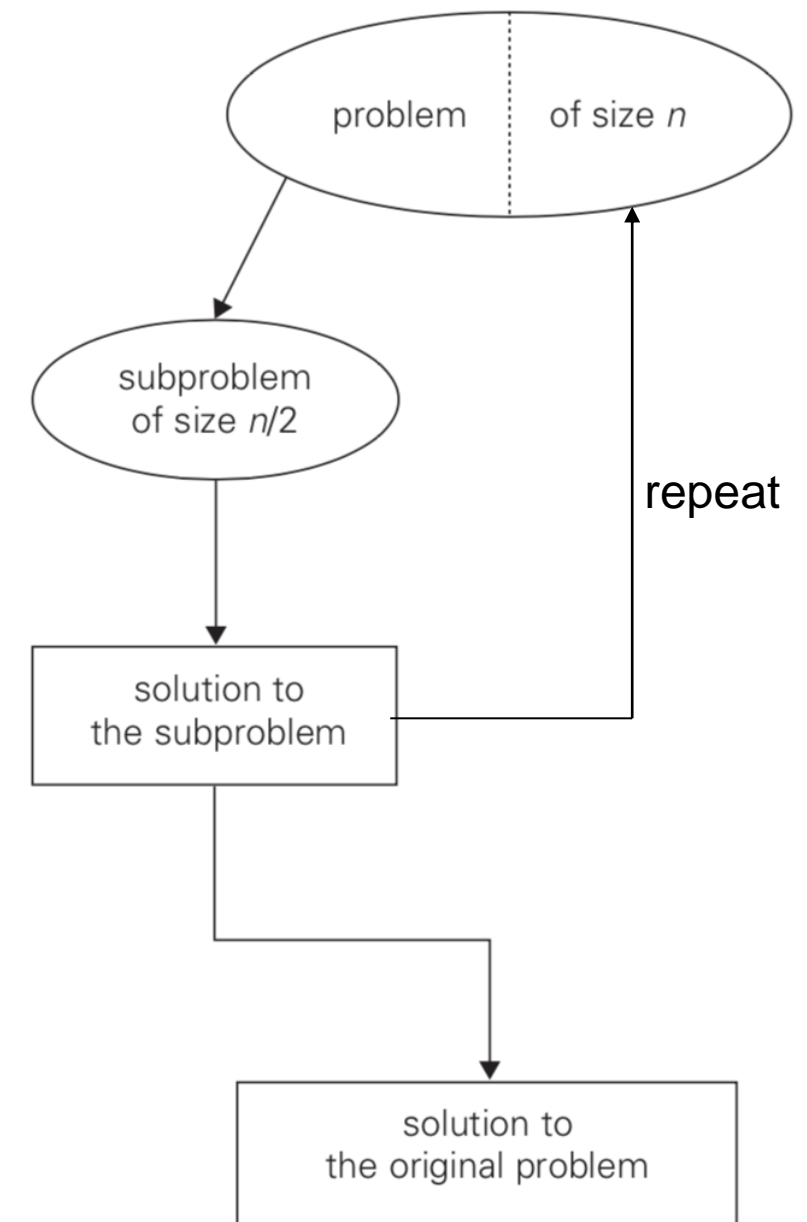 problem of size n
subproblem
of size n/2
repeat
solution to
the subproblem
solution to
the original problem